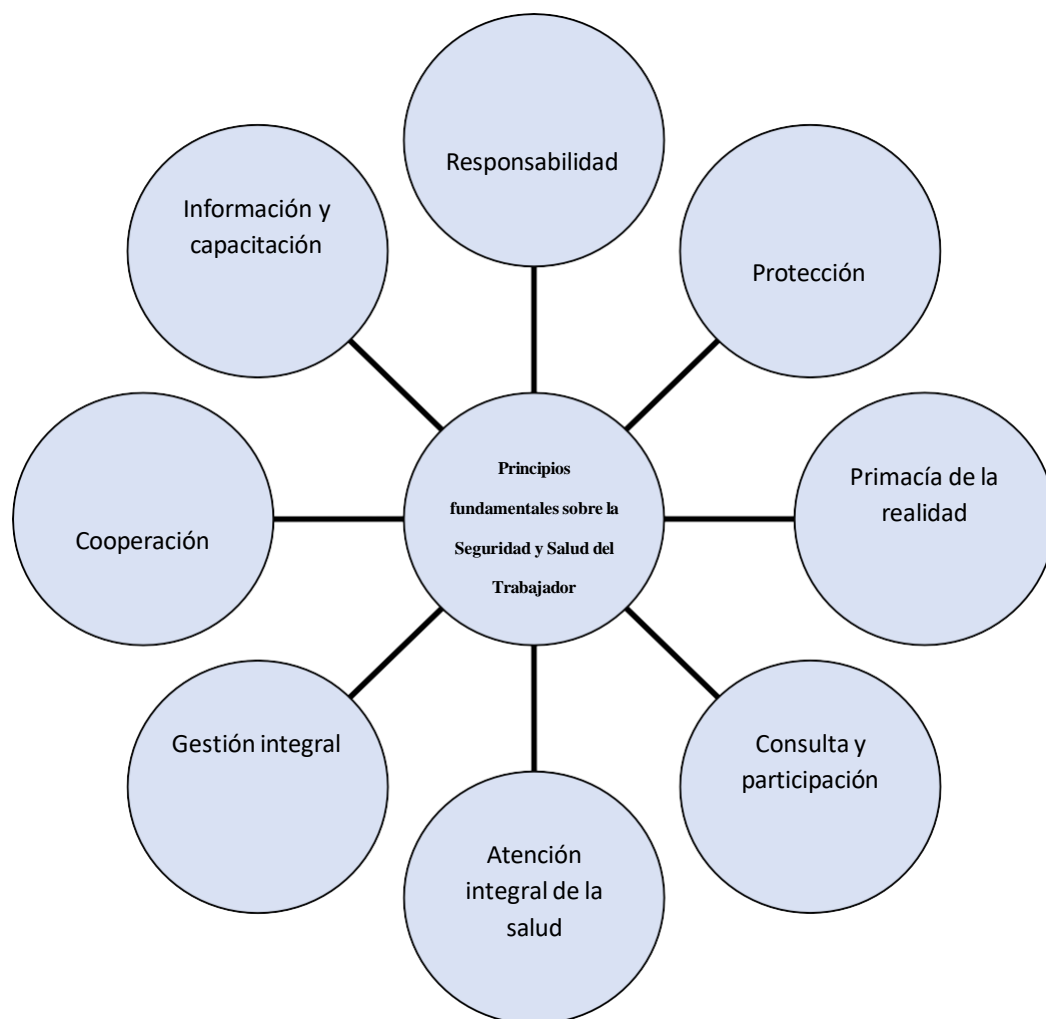 Responsabilidad
Protección
Primacía de la
realidad
Consulta y
participación
Atención
integral de la
salud
Gestión integral
Cooperación
Información y
capacitación
Principios
fundamentales sobre la
Seguridad y Salud del
Trabajador